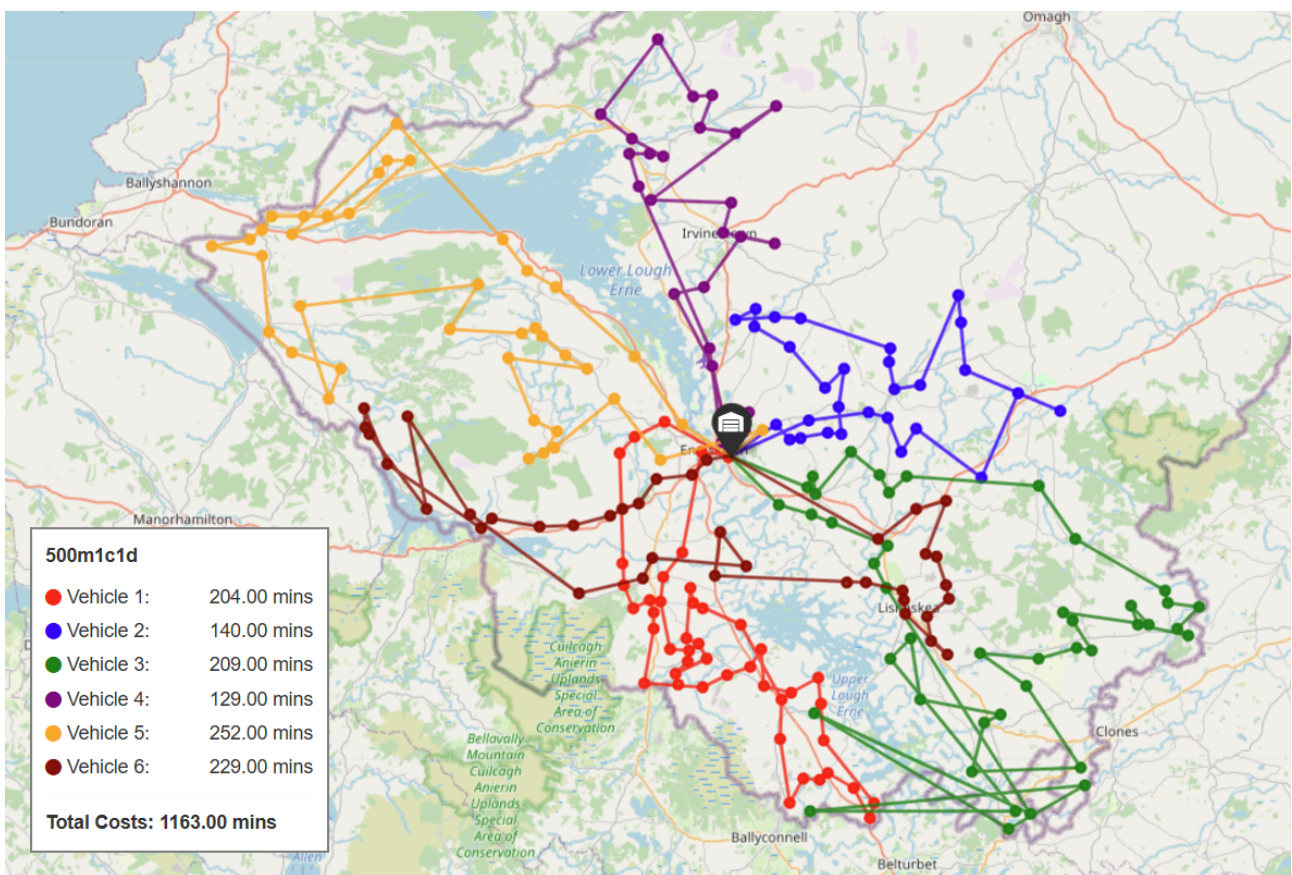 Omagh
Ballyshannon
Bundoran
Lower Lough
Erne
Manorhamilton
500m1c1d
Vehicle 1: 204.00 mins
Vehicle 2: 140.00 mins
Vehicle 3: 209.00 mins
Vehicle 4: 129.00 mins
Vehicle 5: 252.00 mins
Vehicle 6: 229.00 mins
Total Costs: 1163.00 mins
Cuilcagh
Anierin
Uplands
Special
Area of
Conservation
Upper
Lough
Erne
Clones
Bellavally
Mountain
Cuilcagh
Anierin
Uplands
Special
Area of
Conservation
Ballyconnell
Belturbet
Allen